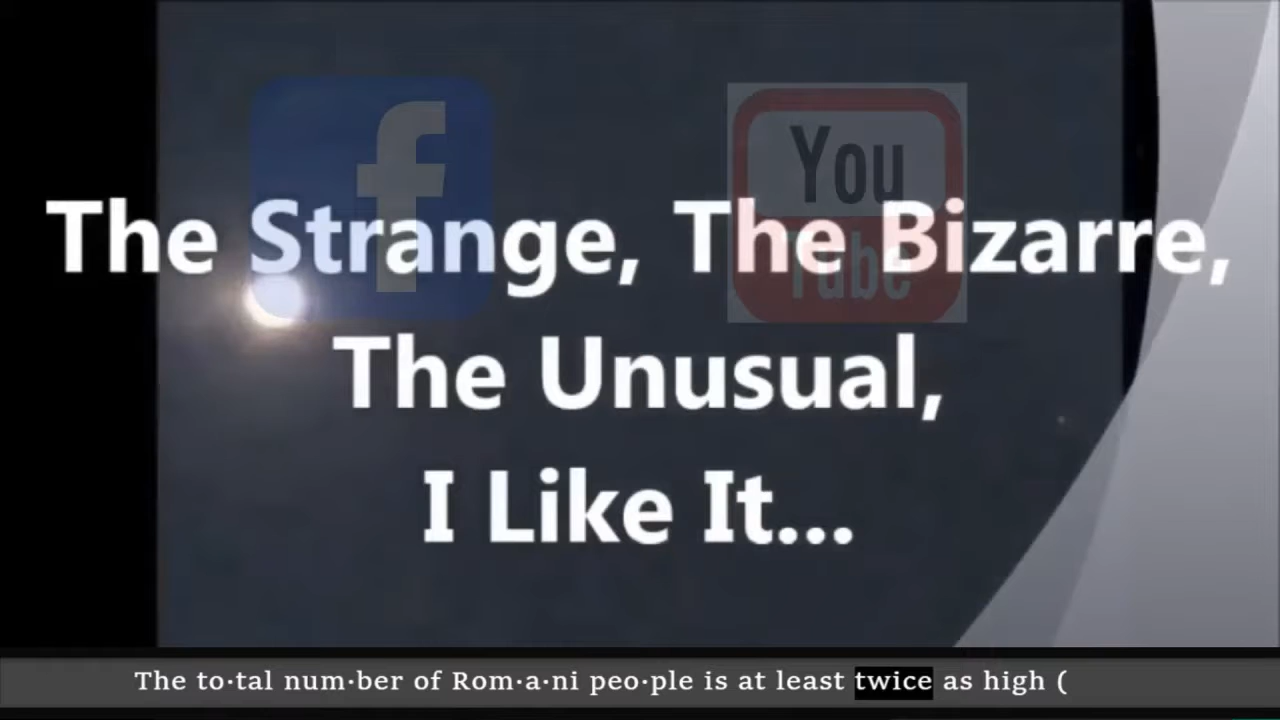 f
You
Tube
The Strange, The Bizarre,
The Unusual,
I Like It...
The to·tal num·ber of Rom·a·ni peo·ple is at least twice as high (